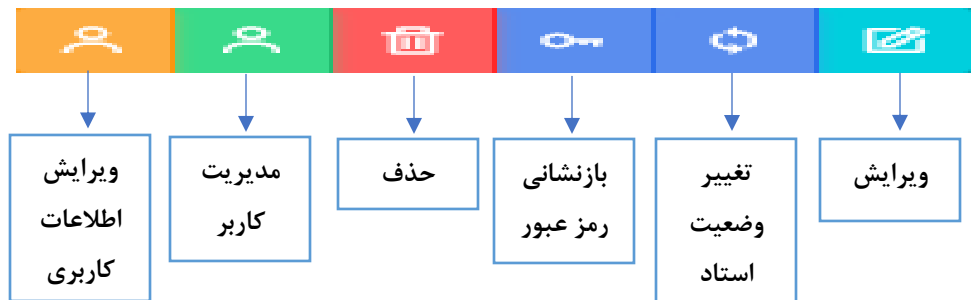 ویرایش
تغییر
وضعیت
استاد
بازنشانی
رمز عبور
حذف
مدیریت
کاربر
ویرایش
اطلاعات
کاربری